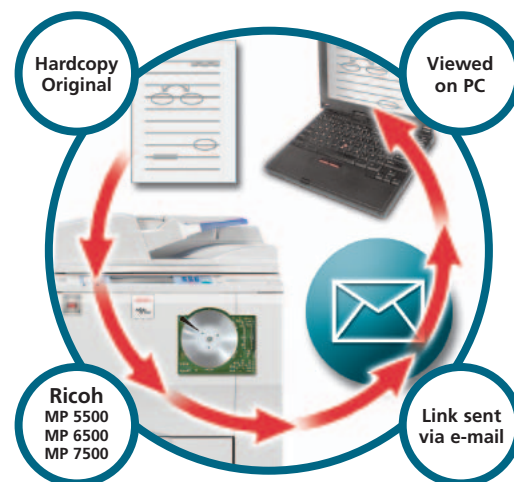 Hardcopy
Original
Viewed
on PC
Ricoh
MP 5500
MP 6500
MP 7500
Link sent
via e-mail